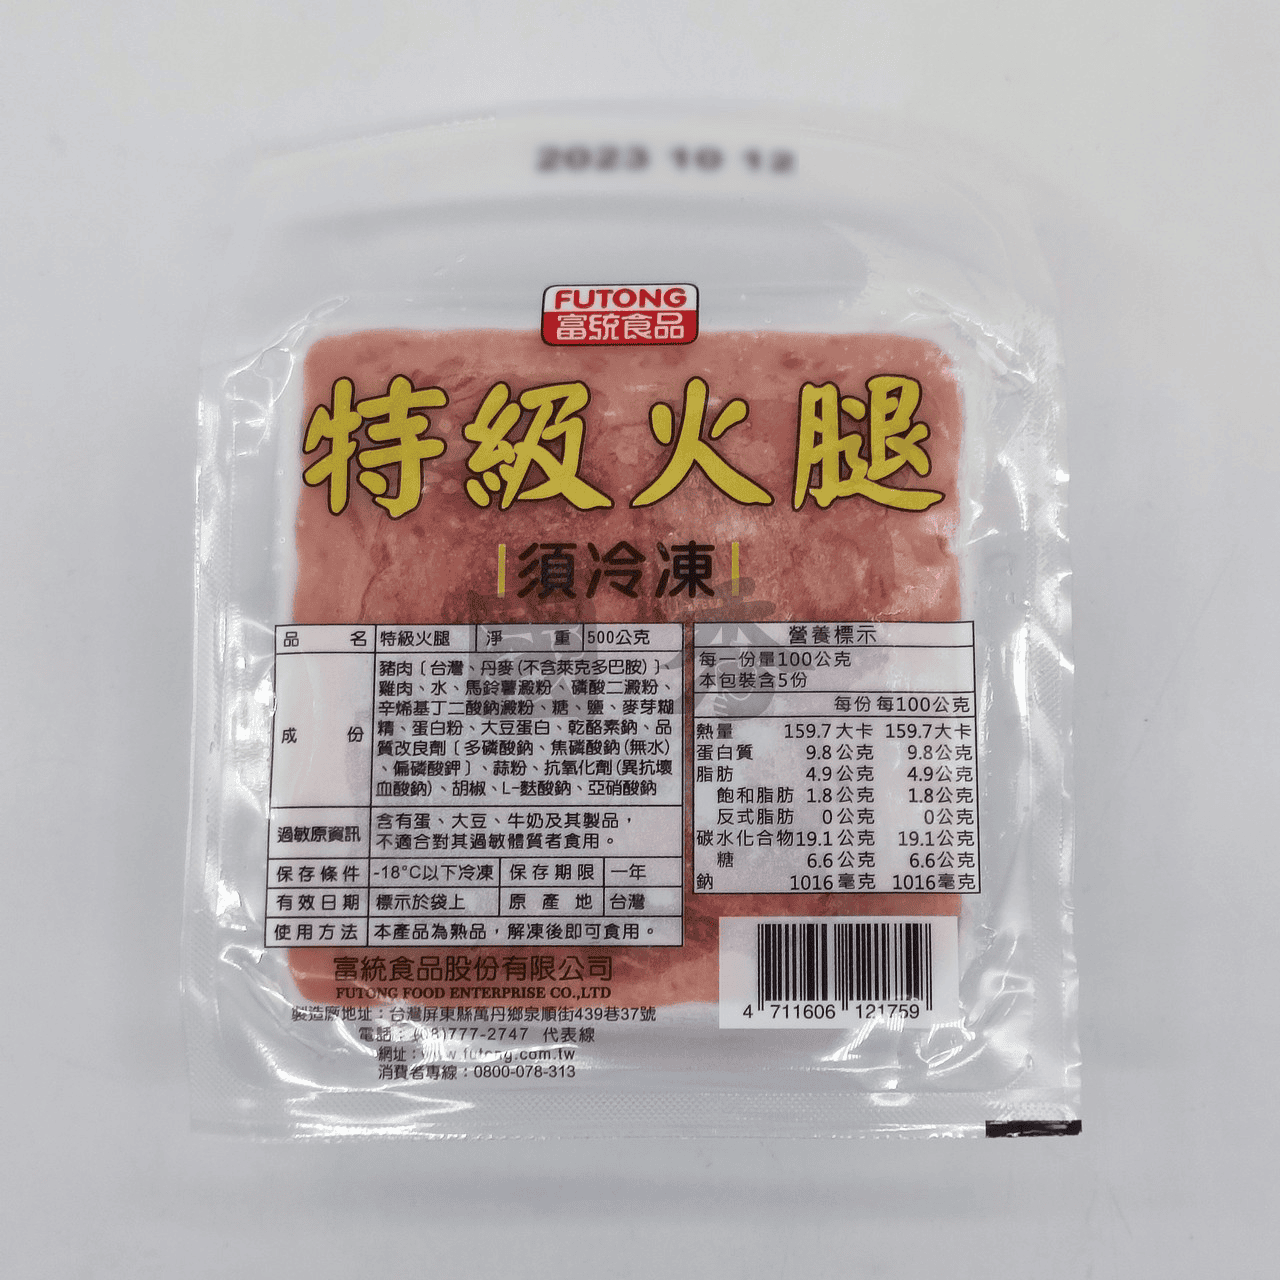 2023 10 12
FUTONG
富統食品
特級火腿
須冷凍
品名 特級火腿 淨重 500公克
成份
豬肉〔台灣、丹麥(不含萊克多巴胺)〕、
雞肉、水、馬鈴薯澱粉、磷酸二澱粉、
辛烯基丁二酸鈉澱粉、糖、鹽、麥芽糊
精、蛋白粉、大豆蛋白、乾酪素鈉、品
質改良劑〔多磷酸鈉、焦磷酸鈉(無水)
、偏磷酸鉀〕、蒜粉、抗氧化劑(異抗壞
血酸鈉)、胡椒、L-麩酸鈉、亞硝酸鈉
過敏原資訊
含有蛋、大豆、牛奶及其製品，
不適合對其過敏體質者食用。
保存條件 -18°C以下冷凍 保存期限 一年
有效日期 標示於袋上 原產地 台灣
使用方法 本產品為熟品，解凍後即可食用。
營養標示
每一份量100公克
本包裝含5份
每份 每100公克
熱量 159.7大卡 159.7大卡
蛋白質 9.8公克 9.8公克
脂肪 4.9公克 4.9公克
飽和脂肪 1.8公克 1.8公克
反式脂肪 0公克 0公克
碳水化合物 19.1公克 19.1公克
糖 6.6公克 6.6公克
鈉 1016毫克 1016毫克
富統食品股份有限公司
FUTONG FOOD ENTERPRISE CO.,LTD
製造廠地址：台灣屏東縣萬丹鄉泉順街439巷37號
電話：(08)777-2747 代表線
網址：www.futong.com.tw
消費者專線：0800-078-313
4 711606 121759